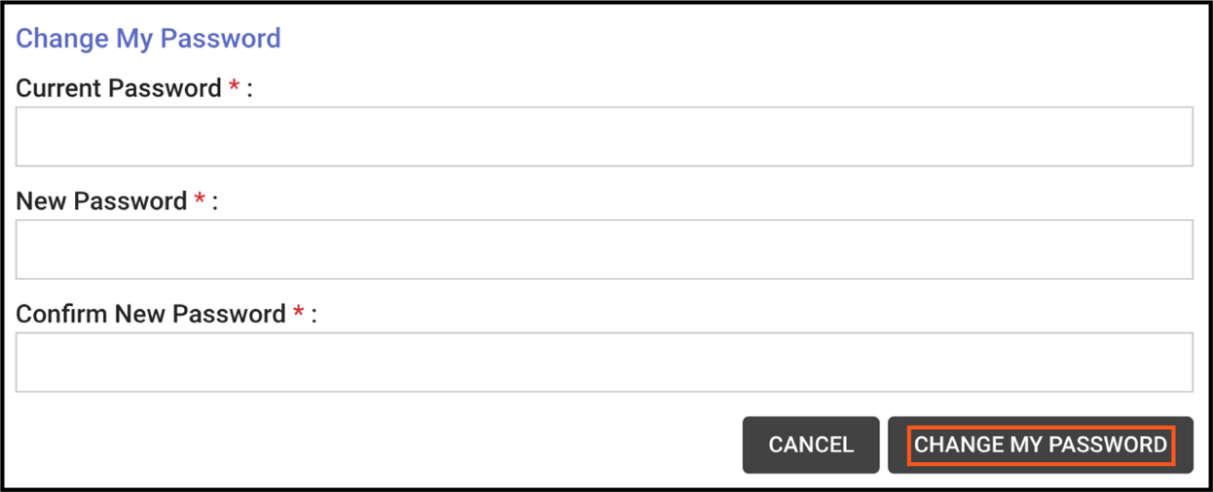 Change My Password
Current Password * :
New Password * :
Confirm New Password * :
CANCEL CHANGE MY PASSWORD